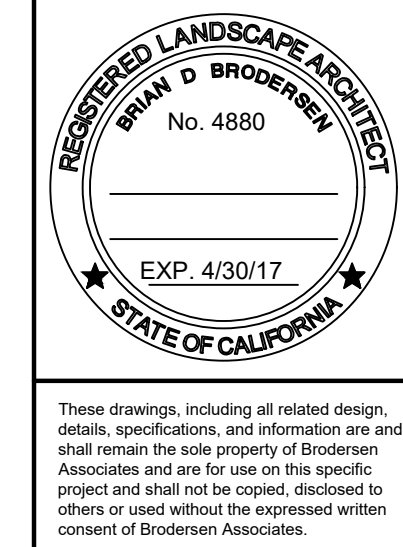 REGISTERED LANDSCAPE ARCHITECT
BRIAN D BRODERSEN
No. 4880
EXP. 4/30/17
STATE OF CALIFORNIA
These drawings, including all related design,
details, specifications, and information are and
shall remain the sole property of Brodersen
Associates and are for use on this specific
project and shall not be copied, disclosed to
others or used without the expressed written
consent of Brodersen Associates.